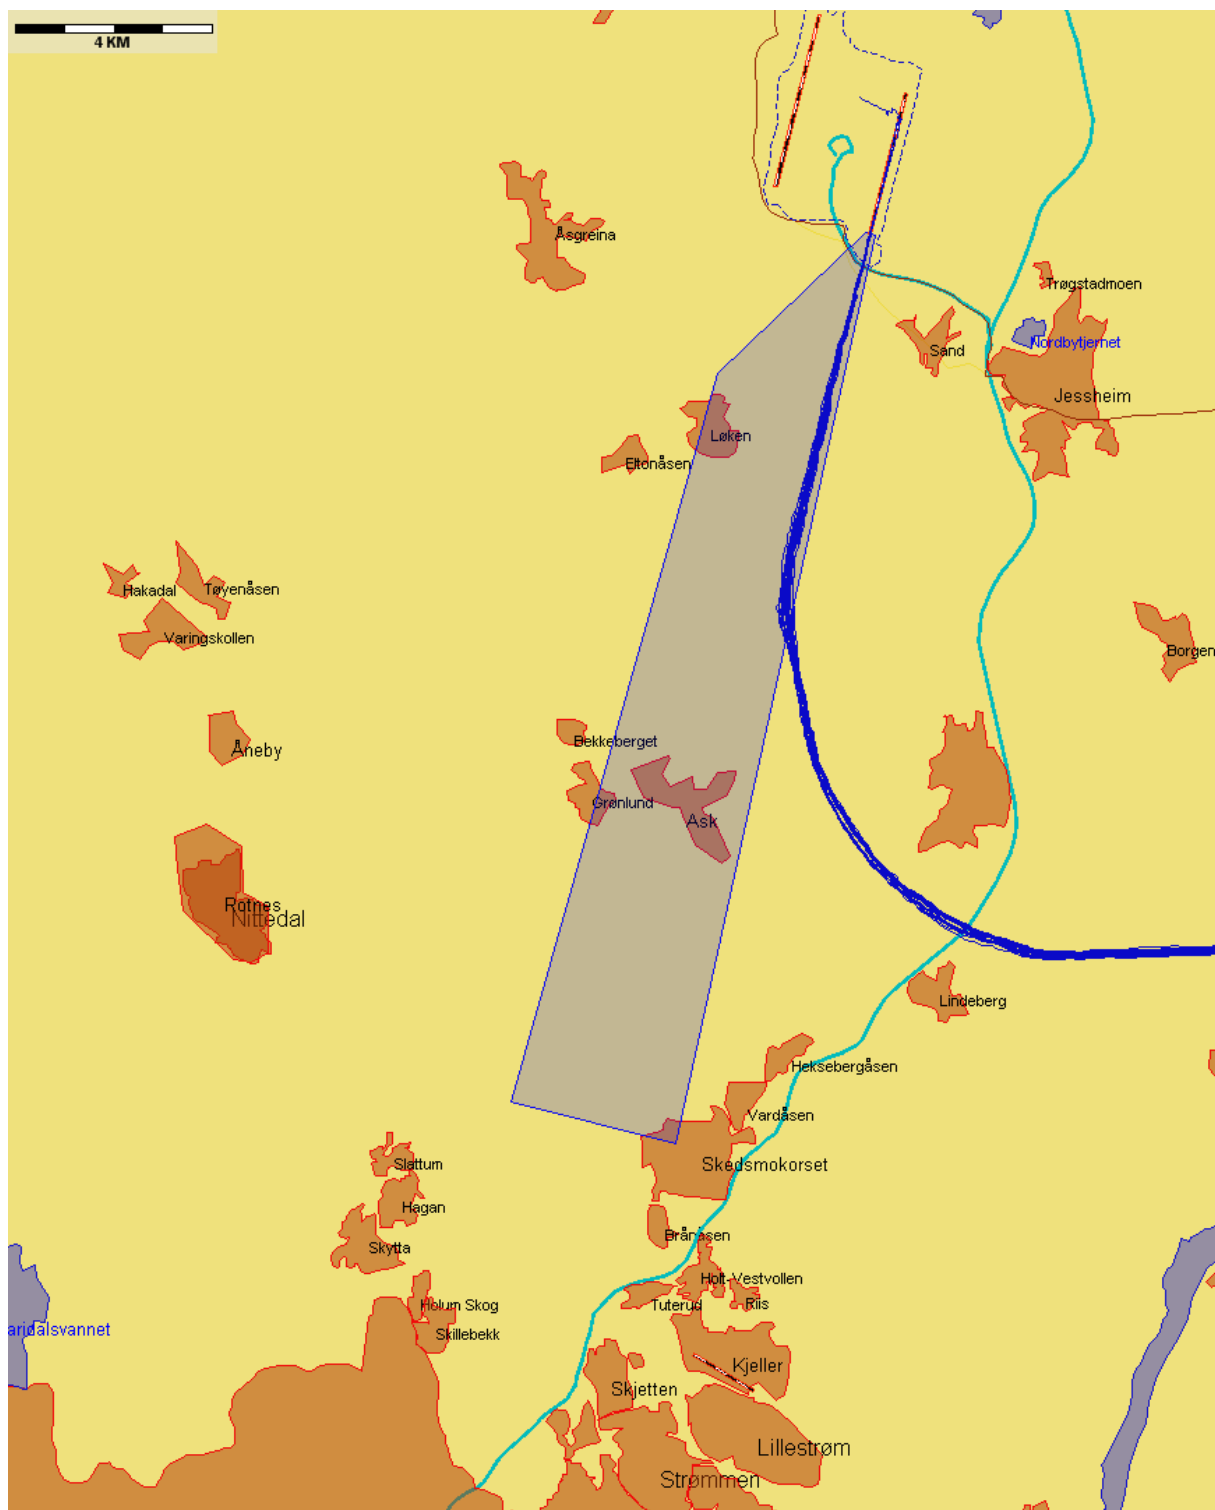 4 KM
Åsgreina
Trøgstadmoen
Nordbytjernet
Sand
Jessheim
Løken
Eltonåsen
Hakadal
Tøyenåsen
Varingskollen
Borgen
Bekkeberget
Åneby
Grønlund
Ask
Rotnes
Nittedal
Lindeberg
Heksebergåsen
Vardåsen
Slattum
Skedsmokorset
Hagan
Bråtåsen
Skytta
Holt-Vestvollen
Holum Skog
Tuterud
Riis
aridalsvannet
Skillebekk
Kjeller
Skjetten
Lillestrøm
Strømmen